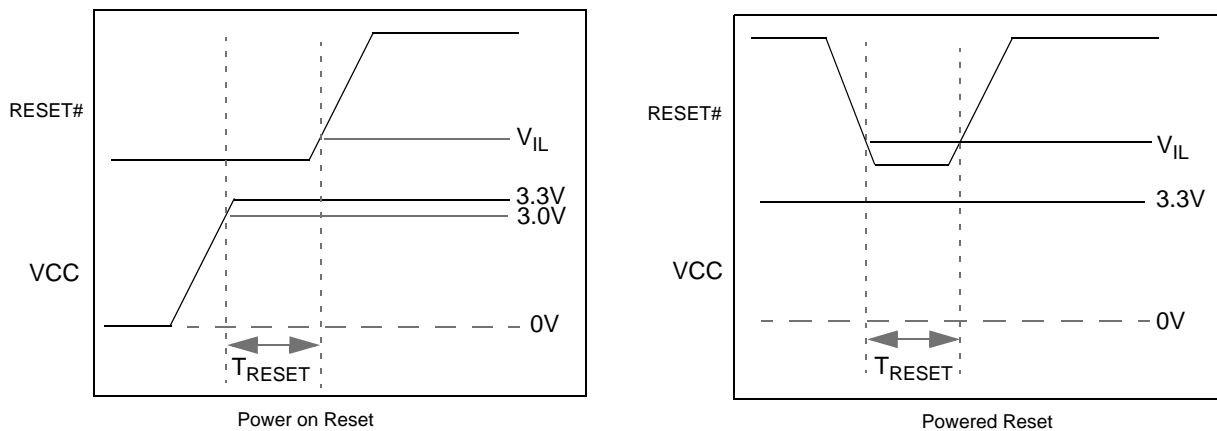 RESET#
VIL
3.3V
3.0V
VCC
0V
TRESET
Power on Reset
RESET#
VIL
3.3V
VCC
0V
TRESET
Powered Reset